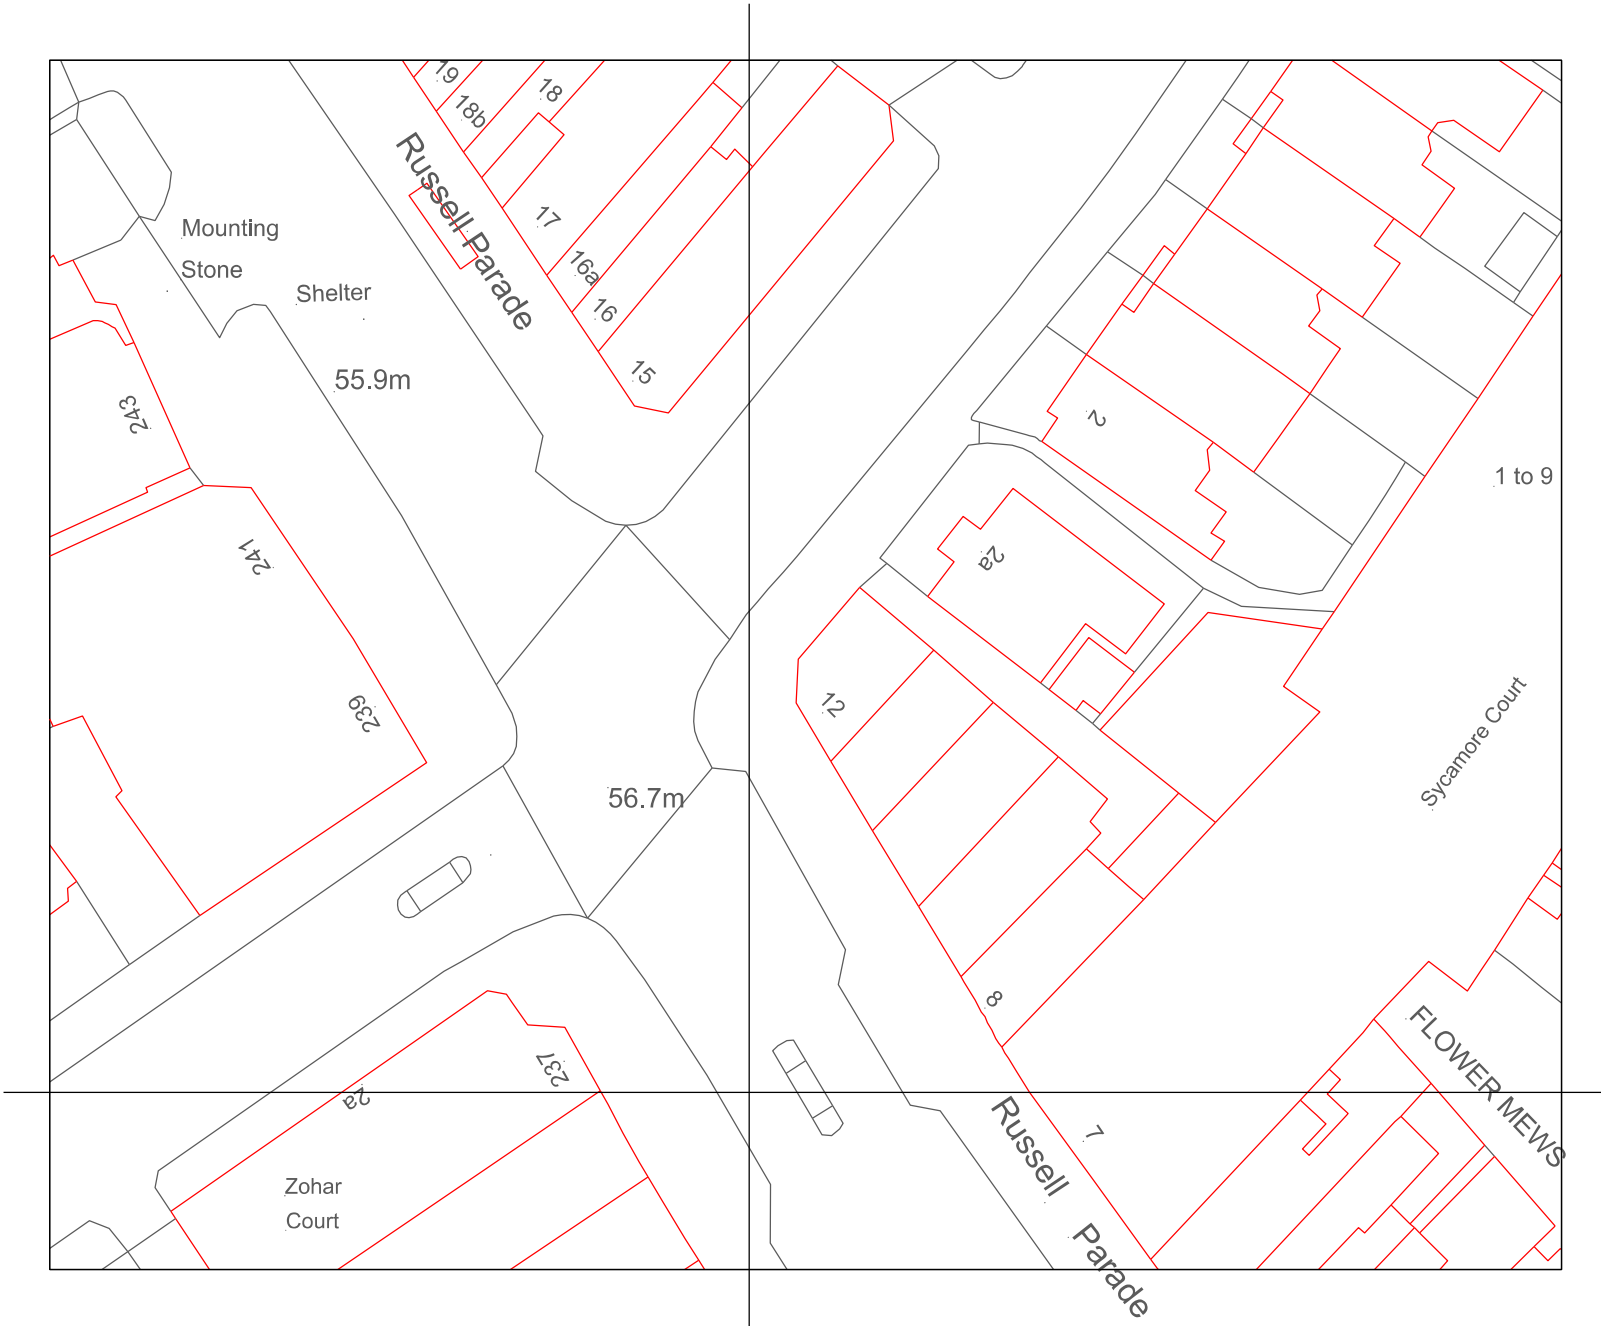 19
18b
18
Russell Parade
17
16a
16
15
Mounting
Stone
Shelter
55.9m
243
241
239
2
1 to 9
2a
12
56.7m
Sycamore Court
8
237
2a
Zohar
Court
7
FLOWER MEWS
Russell Parade